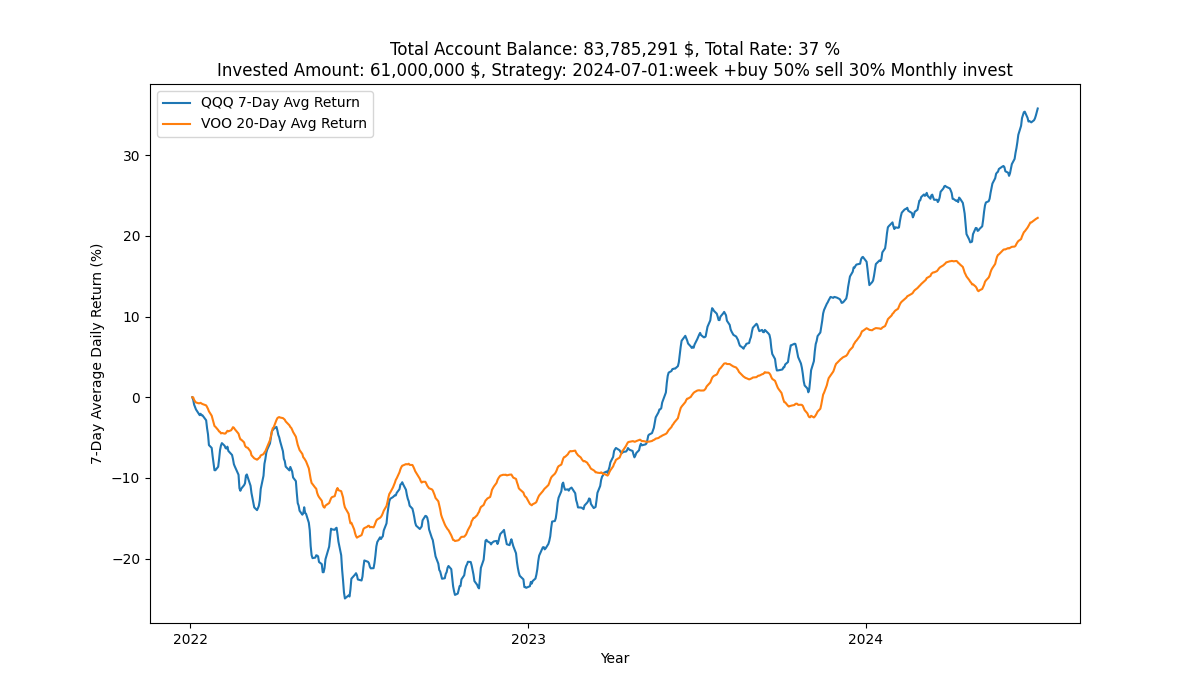 Total Account Balance: 83,785,291 $, Total Rate: 37 %
Invested Amount: 61,000,000 $, Strategy: 2024-07-01:week +buy 50% sell 30% Monthly invest
QQQ 7-Day Avg Return
VOO 20-Day Avg Return
7-Day Average Daily Return (%)
30
20
10
0
−10
−20
2022
2023
2024
Year